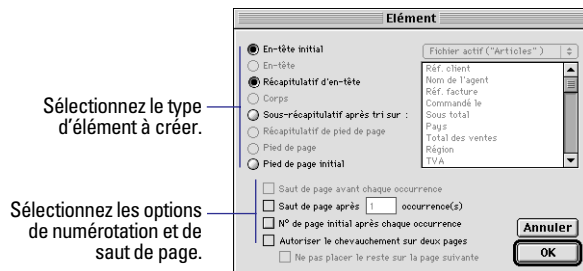 Elément
En-tête initial
En-tête
Récapitulatif d'en-tête
Corps
Sous-récapitulatif après tri sur :
Récapitulatif de pied de page
Pied de page
Pied de page initial
Fichier actif ("Articles")
Réf. client
Nom de l'agent
Réf. facture
Commandé le
Sous total
Pays
Total des ventes
Région
TVA
Sélectionnez le type
d'élément à créer.
Saut de page avant chaque occurrence
Saut de page après 1 occurrence(s)
N° de page initial après chaque occurrence
Autoriser le chevauchement sur deux pages
Ne pas placer le reste sur la page suivante
Sélectionnez les options
de numérotation et de
saut de page.
Annuler
OK